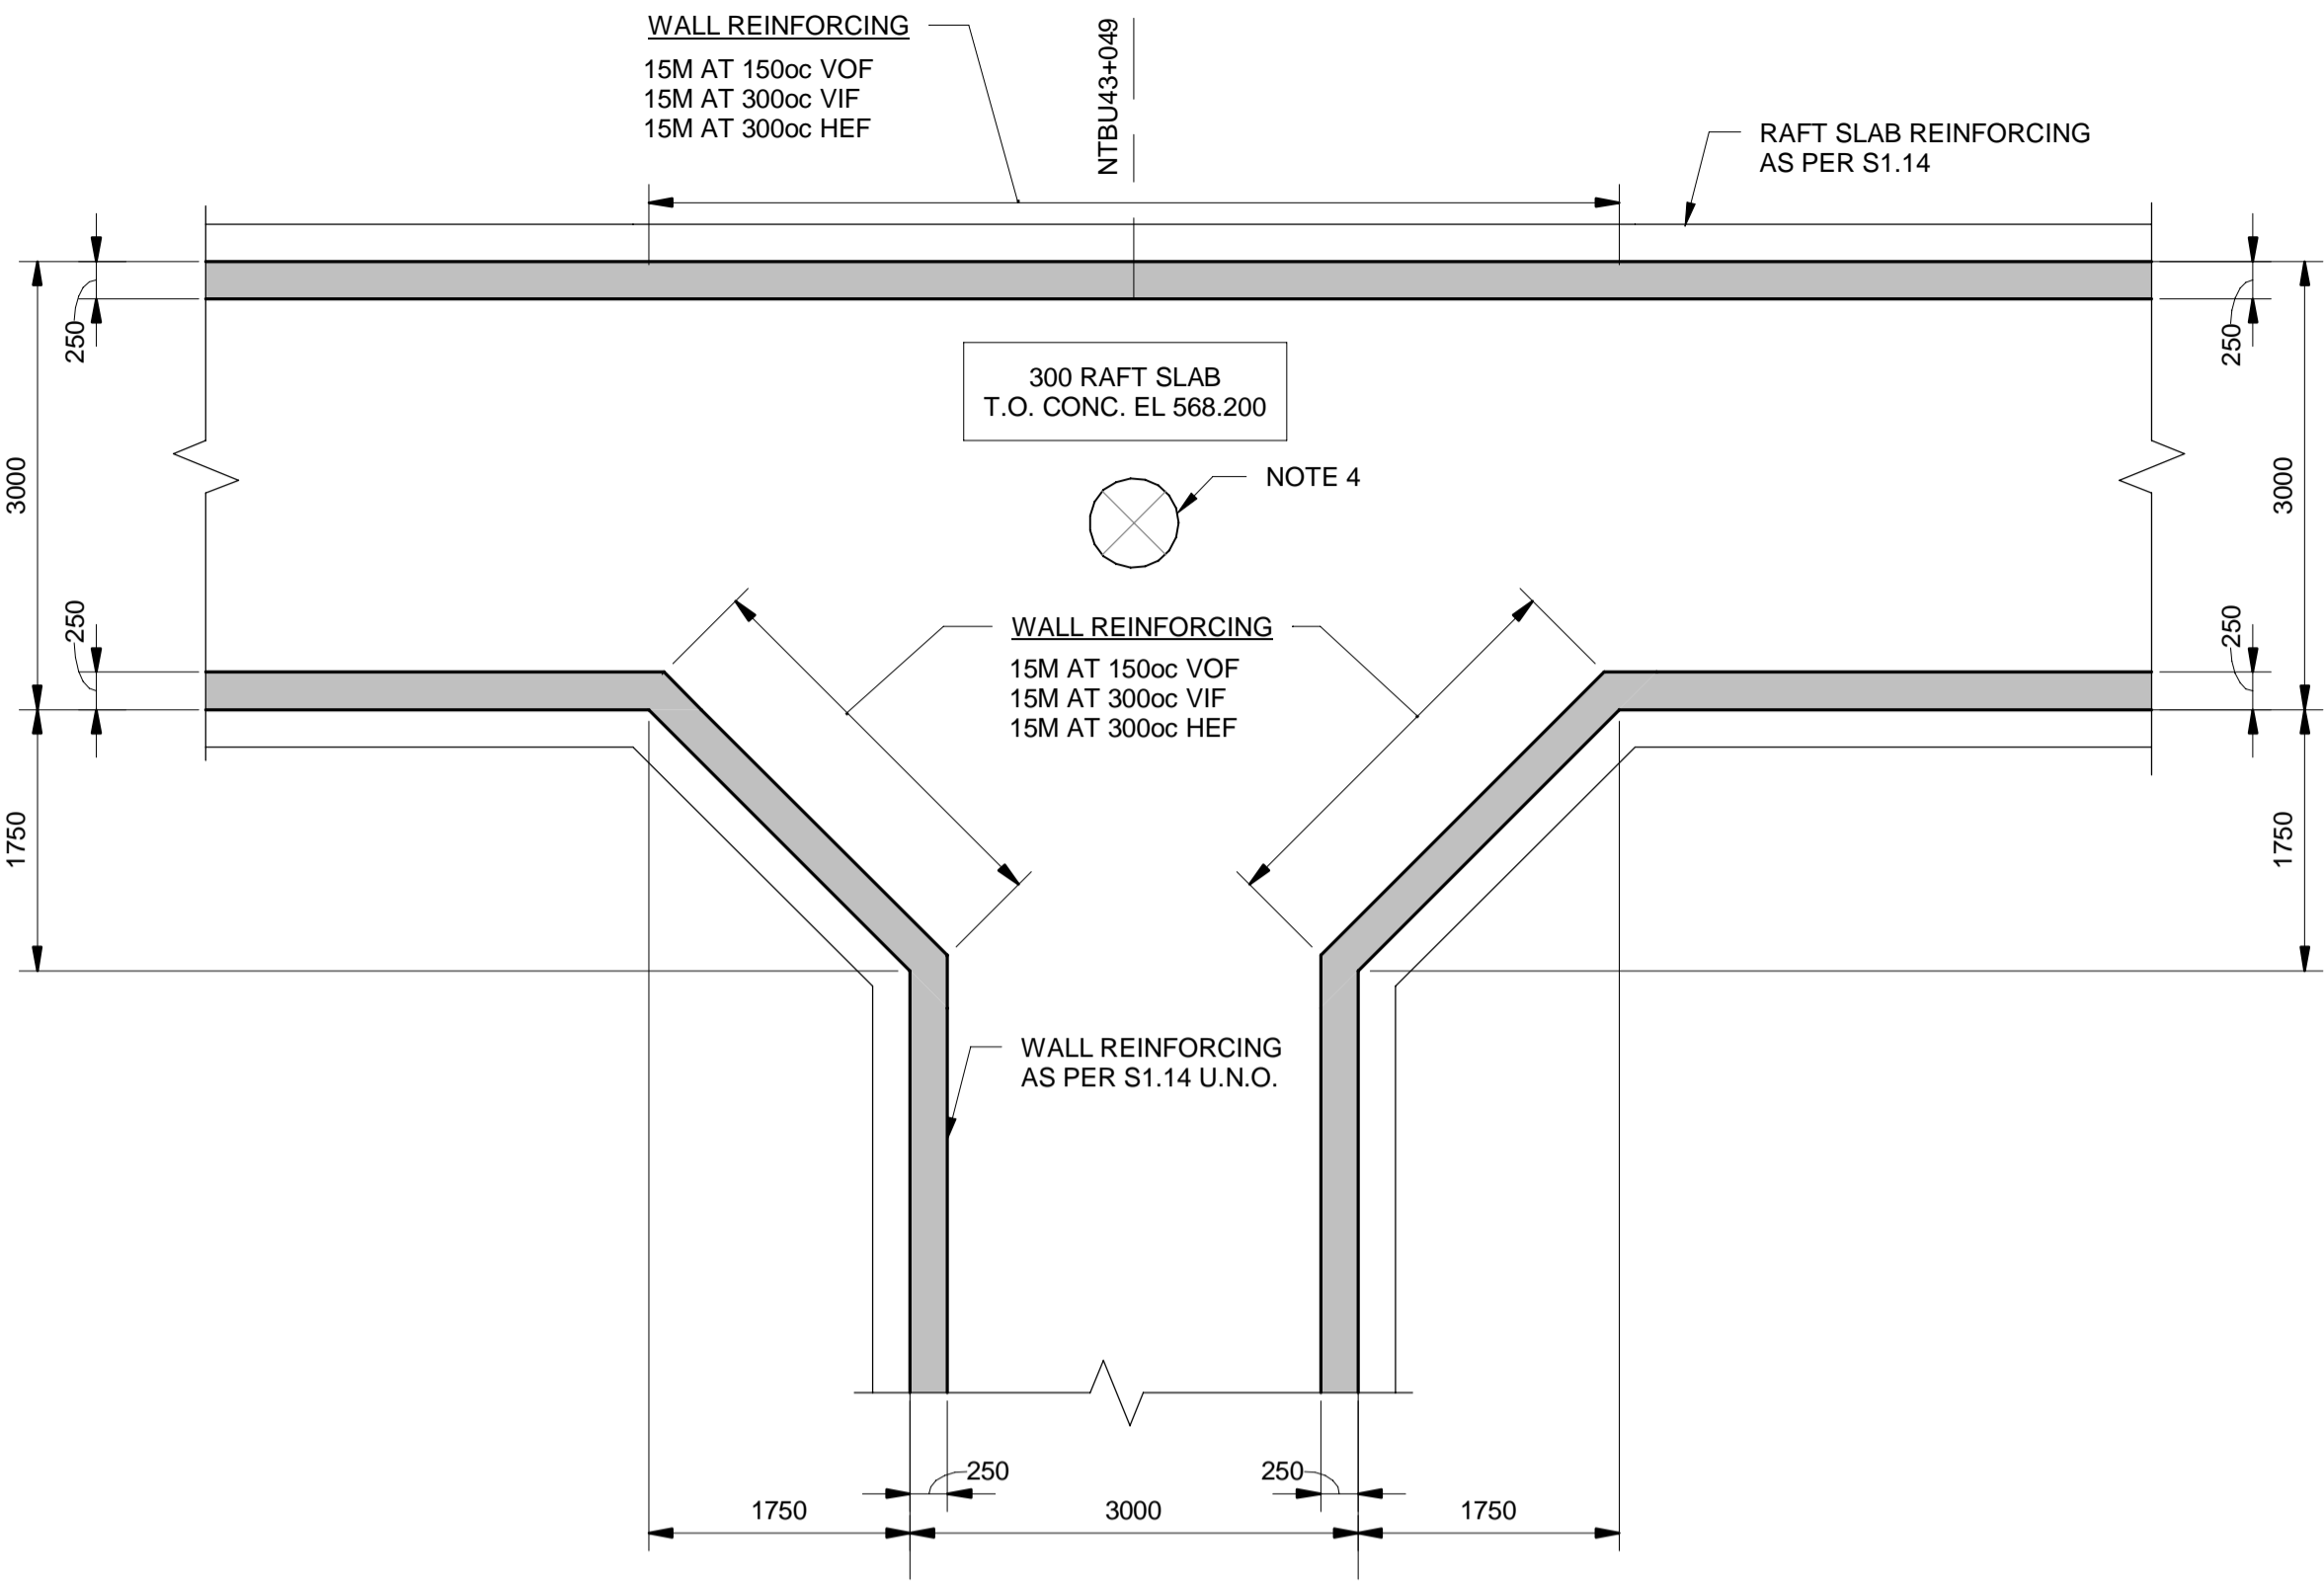 WALL REINFORCING
15M AT 150oc VOF
15M AT 300oc VIF
15M AT 300oc HEF
NTBU43+049
RAFT SLAB REINFORCING
AS PER S1.14
250
250
300 RAFT SLAB
T.O. CONC. EL 568.200
3000
3000
NOTE 4
250
250
WALL REINFORCING
15M AT 150oc VOF
15M AT 300oc VIF
15M AT 300oc HEF
1750
1750
WALL REINFORCING
AS PER S1.14 U.N.O.
250
250
1750
3000
1750